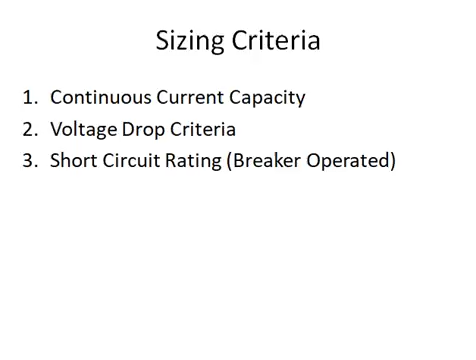 Sizing Criteria
1. Continuous Current Capacity
2. Voltage Drop Criteria
3. Short Circuit Rating (Breaker Operated)